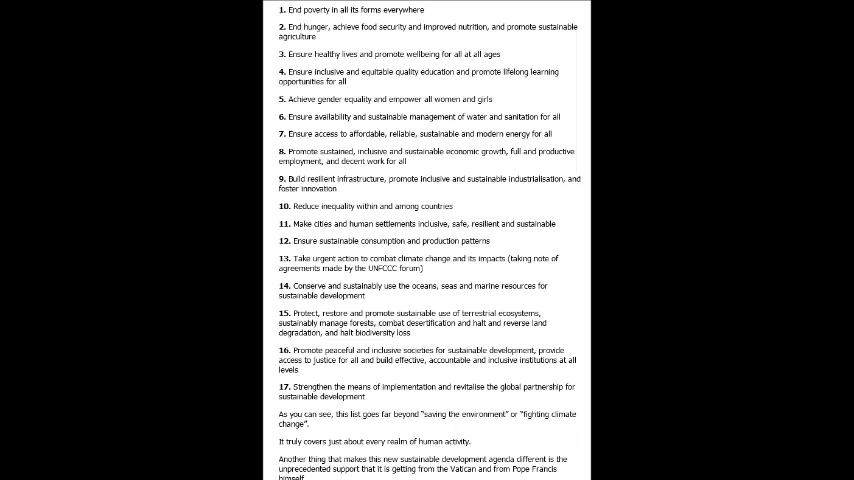 1. End poverty in all its forms everywhere
2. End hunger, achieve food security and improved nutrition, and promote sustainable
agriculture
3. Ensure healthy lives and promote wellbeing for all at all ages
4. Ensure inclusive and equitable quality education and promote lifelong learning
opportunities for all
5. Achieve gender equality and empower all women and girls
6. Ensure availability and sustainable management of water and sanitation for all
7. Ensure access to affordable, reliable, sustainable and modern energy for all
8. Promote sustained, inclusive and sustainable economic growth, full and productive
employment, and decent work for all
9. Build resilient infrastructure, promote inclusive and sustainable industrialisation, and
foster innovation
10. Reduce inequality within and among countries
11. Make cities and human settlements inclusive, safe, resilient and sustainable
12. Ensure sustainable consumption and production patterns
13. Take urgent action to combat climate change and its impacts (taking note of
agreements made by the UNFCCC forum)
14. Conserve and sustainably use the oceans, seas and marine resources for
sustainable development
15. Protect, restore and promote sustainable use of terrestrial ecosystems,
sustainably manage forests, combat desertification and halt and reverse land
degradation, and halt biodiversity loss
16. Promote peaceful and inclusive societies for sustainable development, provide
access to justice for all and build effective, accountable and inclusive institutions at all
levels
17. Strengthen the means of implementation and revitalise the global partnership for
sustainable development
As you can see, this list goes far beyond “saving the environment” or “fighting climate
change”.
It truly covers just about every realm of human activity.
Another thing that makes this new sustainable development agenda different is the
unprecedented support that it is getting from the Vatican and from Pope Francis
himself